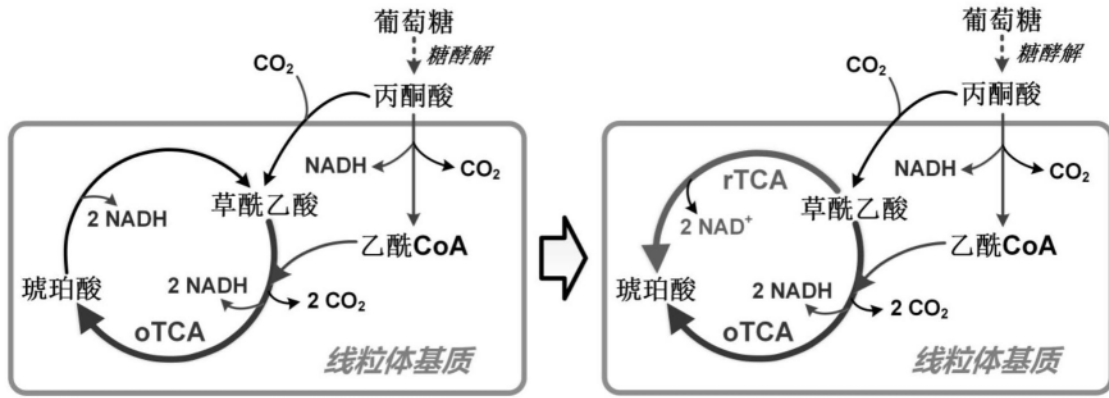 葡萄糖
糖酵解
CO₂
丙酮酸
NADH
CO₂
草酰乙酸
2 NADH
乙酰CoA
琥珀酸
2 NADH
2 CO₂
oTCA
线粒体基质
葡萄糖
糖酵解
CO₂
丙酮酸
NADH
CO₂
rTCA
草酰乙酸
2 NAD⁺
乙酰CoA
琥珀酸
2 NADH
2 CO₂
oTCA
线粒体基质